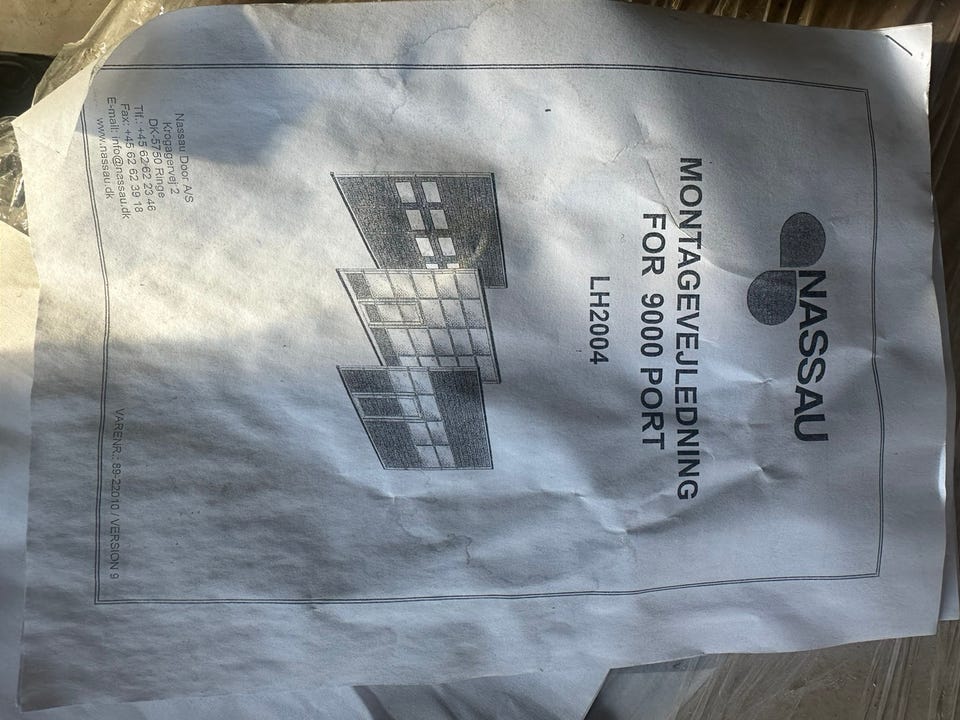 NASSAU
MONTAGEVEJLEDNING
FOR 9000 PORT
LH2004
Nassau Door A/S
Krogagervej 2
DK-5750 Ringe
Tlf.: +45 62 62 23 46
Fax: +45 62 62 39 18
E-mail: info@nassau.dk
www.nassau.dk
VARENR.: 89-22010 / VERSION 9